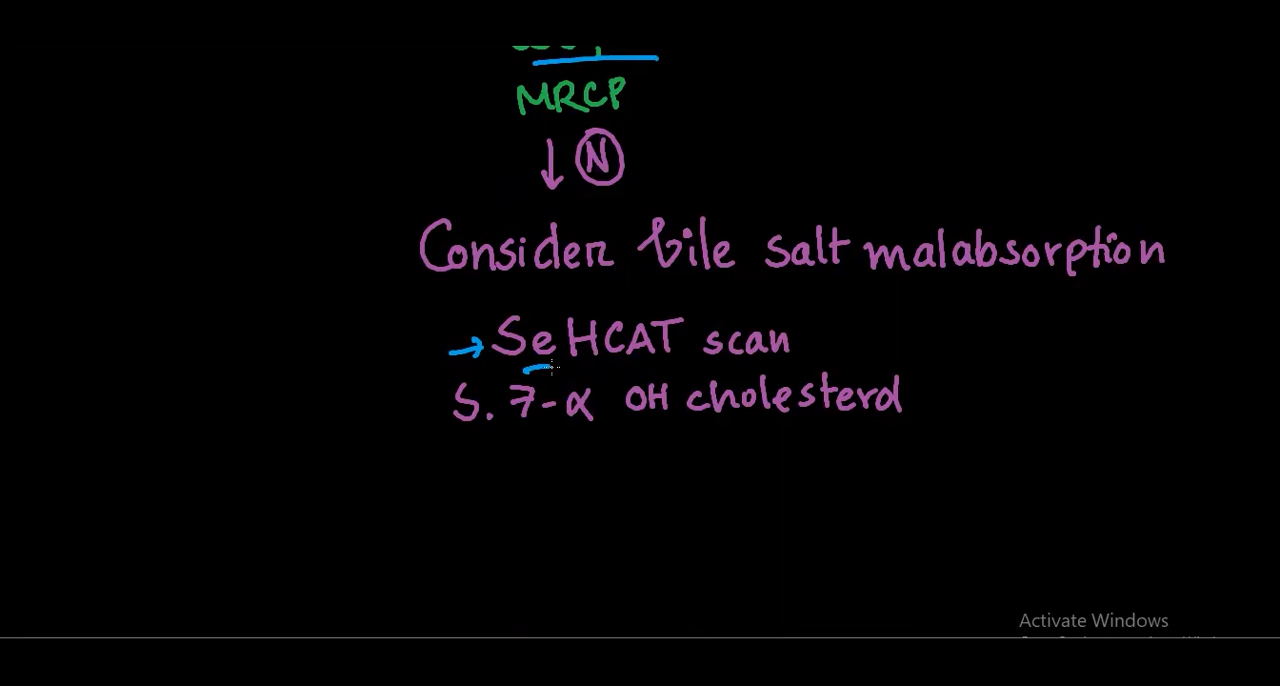 MRCP
↓ N
Consider bile salt malabsorption
→ SeHCAT scan
S. 7-α OH cholesterol
Activate Windows